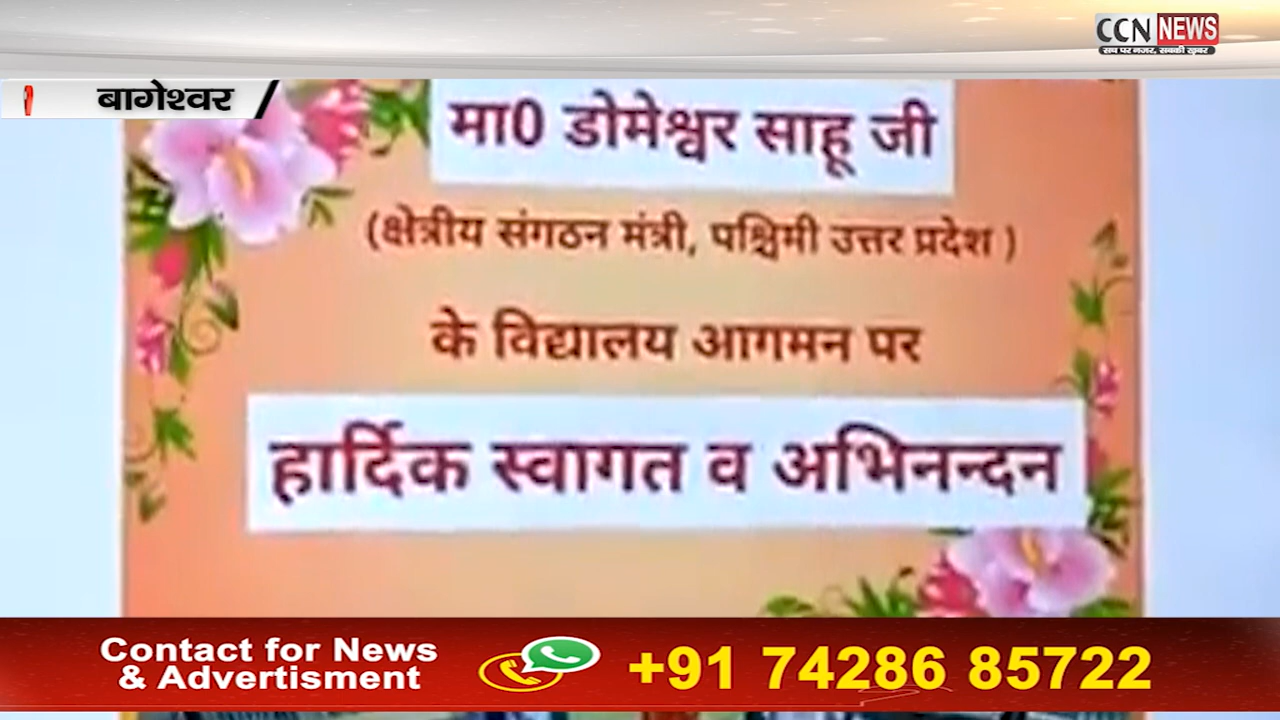 CCN NEWS
सच पर नजर, सबकी ख़बर
बागेश्वर
मा0 डोमेश्वर साहू जी
(क्षेत्रीय संगठन मंत्री, पश्चिमी उत्तर प्रदेश )
के विद्यालय आगमन पर
हार्दिक स्वागत व अभिनन्दन
Contact for News
& Advertisment
+91 74286 85722